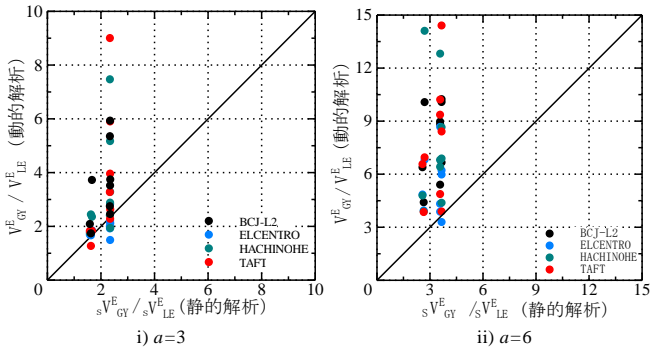 10
8
6
4
2
0
0
2
4
6
8
10
V^E_GY / V^E_LE (動的解析)
BCJ-L2
ELCENTRO
HACHINOHE
TAFT
sV^E_GY/sV^E_LE (静的解析)
i) a=3
15
12
9
6
3
0
0
3
6
9
12
15
V^E_GY/V^E_LE (動的解析)
BCJ-L2
ELCENTRO
HACHINOHE
TAFT
SV^E_GY /SV^E_LE (静的解析)
ii) a=6